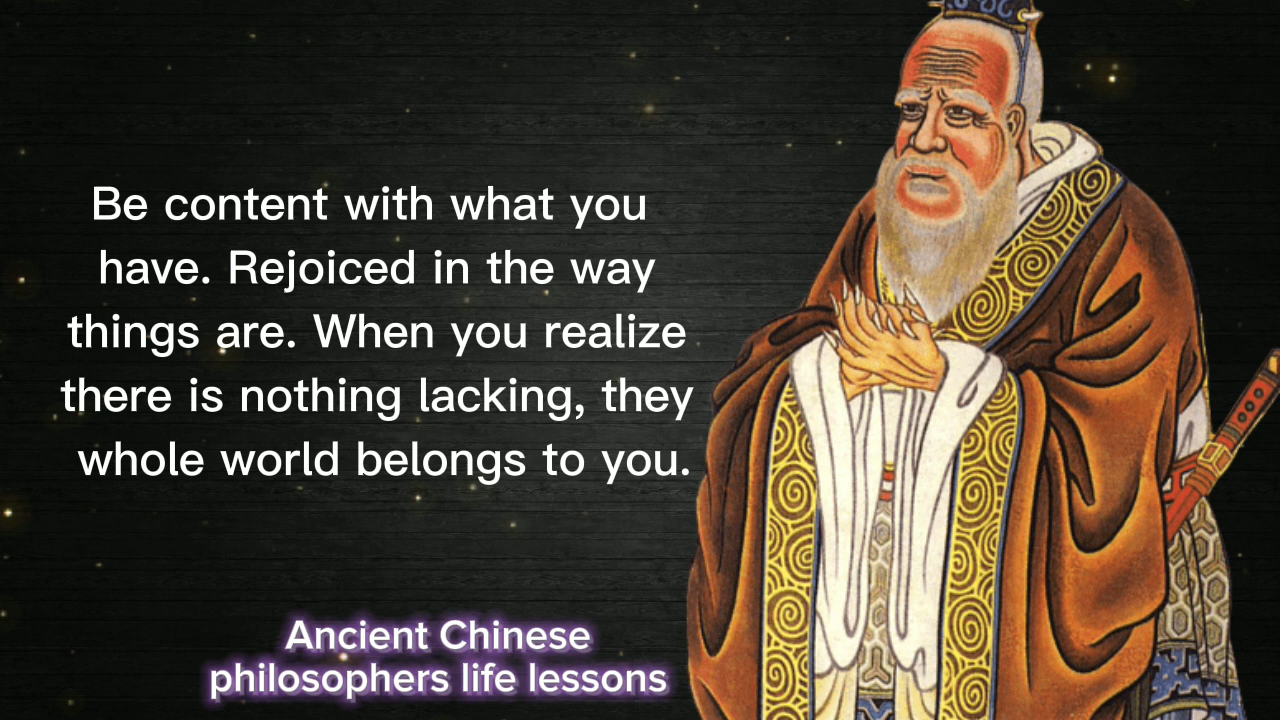 Be content with what you
have. Rejoiced in the way
things are. When you realize
there is nothing lacking, they
whole world belongs to you.
Ancient Chinese
philosophers life lessons